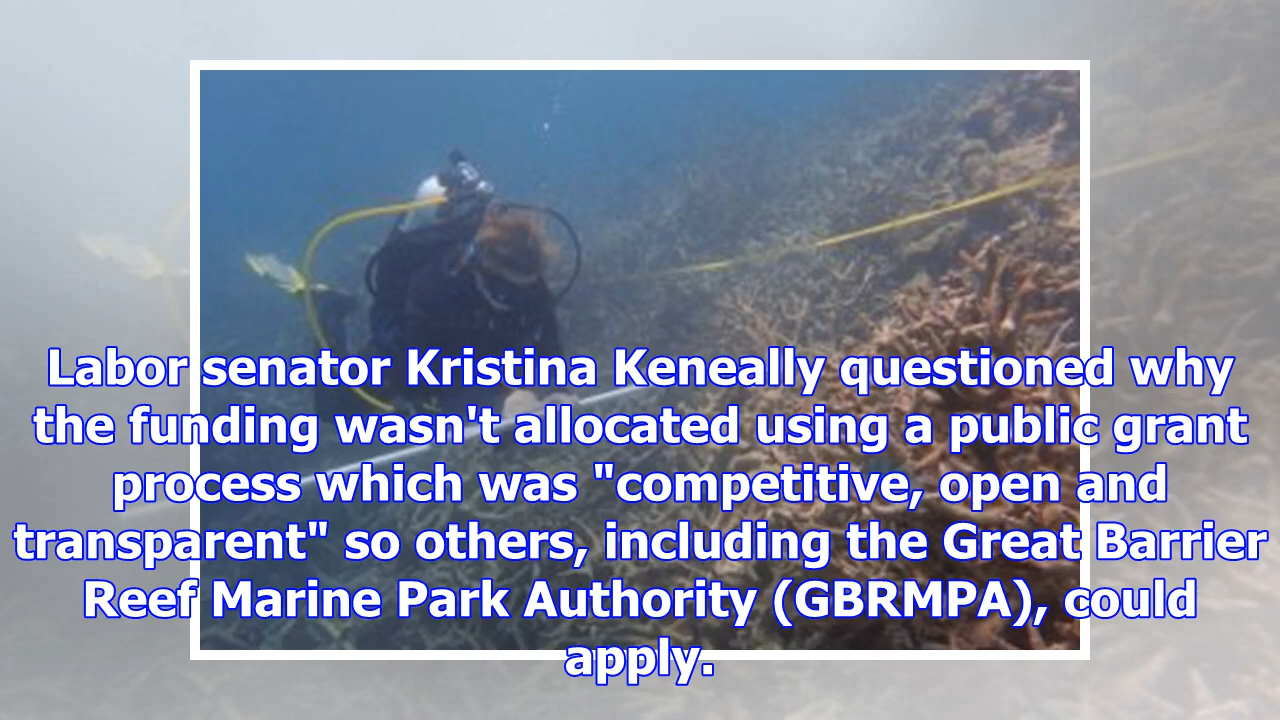 Labor senator Kristina Keneally questioned why
the funding wasn't allocated using a public grant
process which was "competitive, open and
transparent" so others, including the Great Barrier
Reef Marine Park Authority (GBRMPA), could
apply.